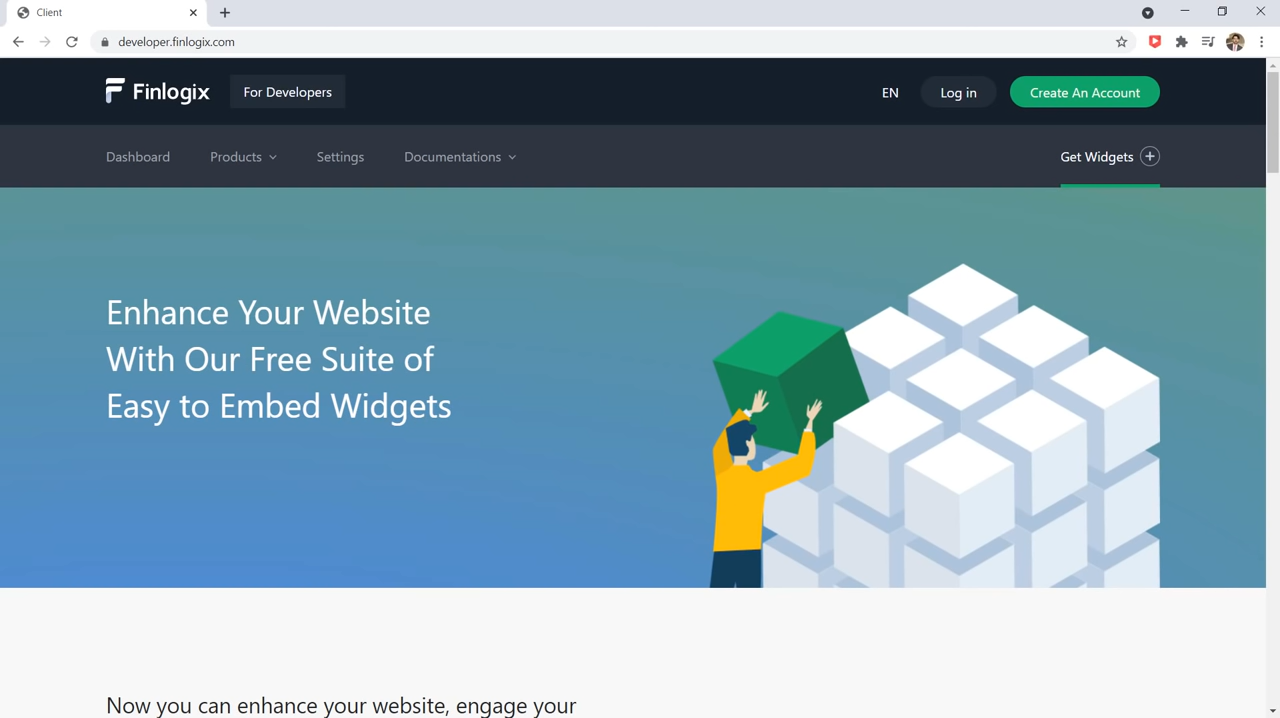 Client
developer.finlogix.com
Finlogix
For Developers
EN
Log in
Create An Account
Dashboard
Products
Settings
Documentations
Get Widgets
Enhance Your Website
With Our Free Suite of
Easy to Embed Widgets
Now you can enhance your website, engage your